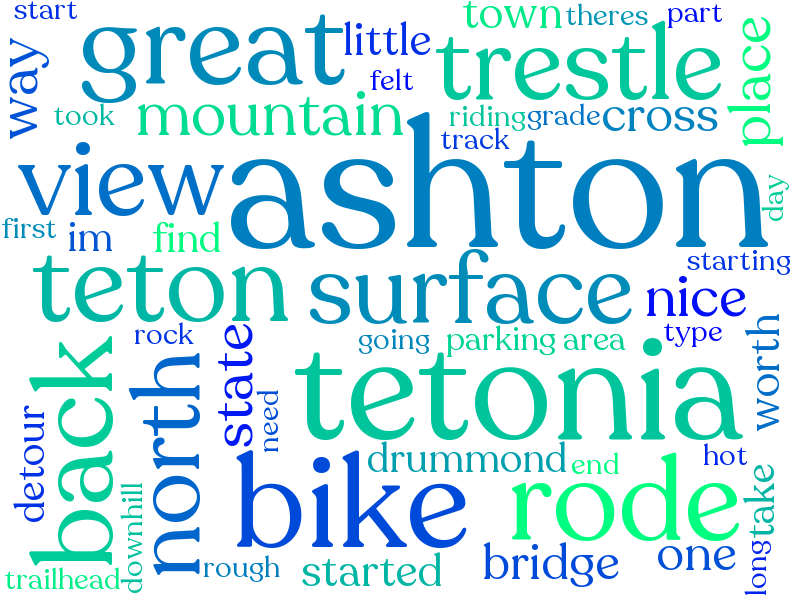 start
great
little
town
theres
part
way
felt
trestle
place
took
mountain
riding
grade
cross
track
view
ashton
day
first
im
find
teton
surface
starting
nice
rock
going
parking area
type
back
north
state
need
tetonia
worth
detour
downhill
bike
drummond
end
hot
rode
take
trailhead
rough
started
bridge
one
long